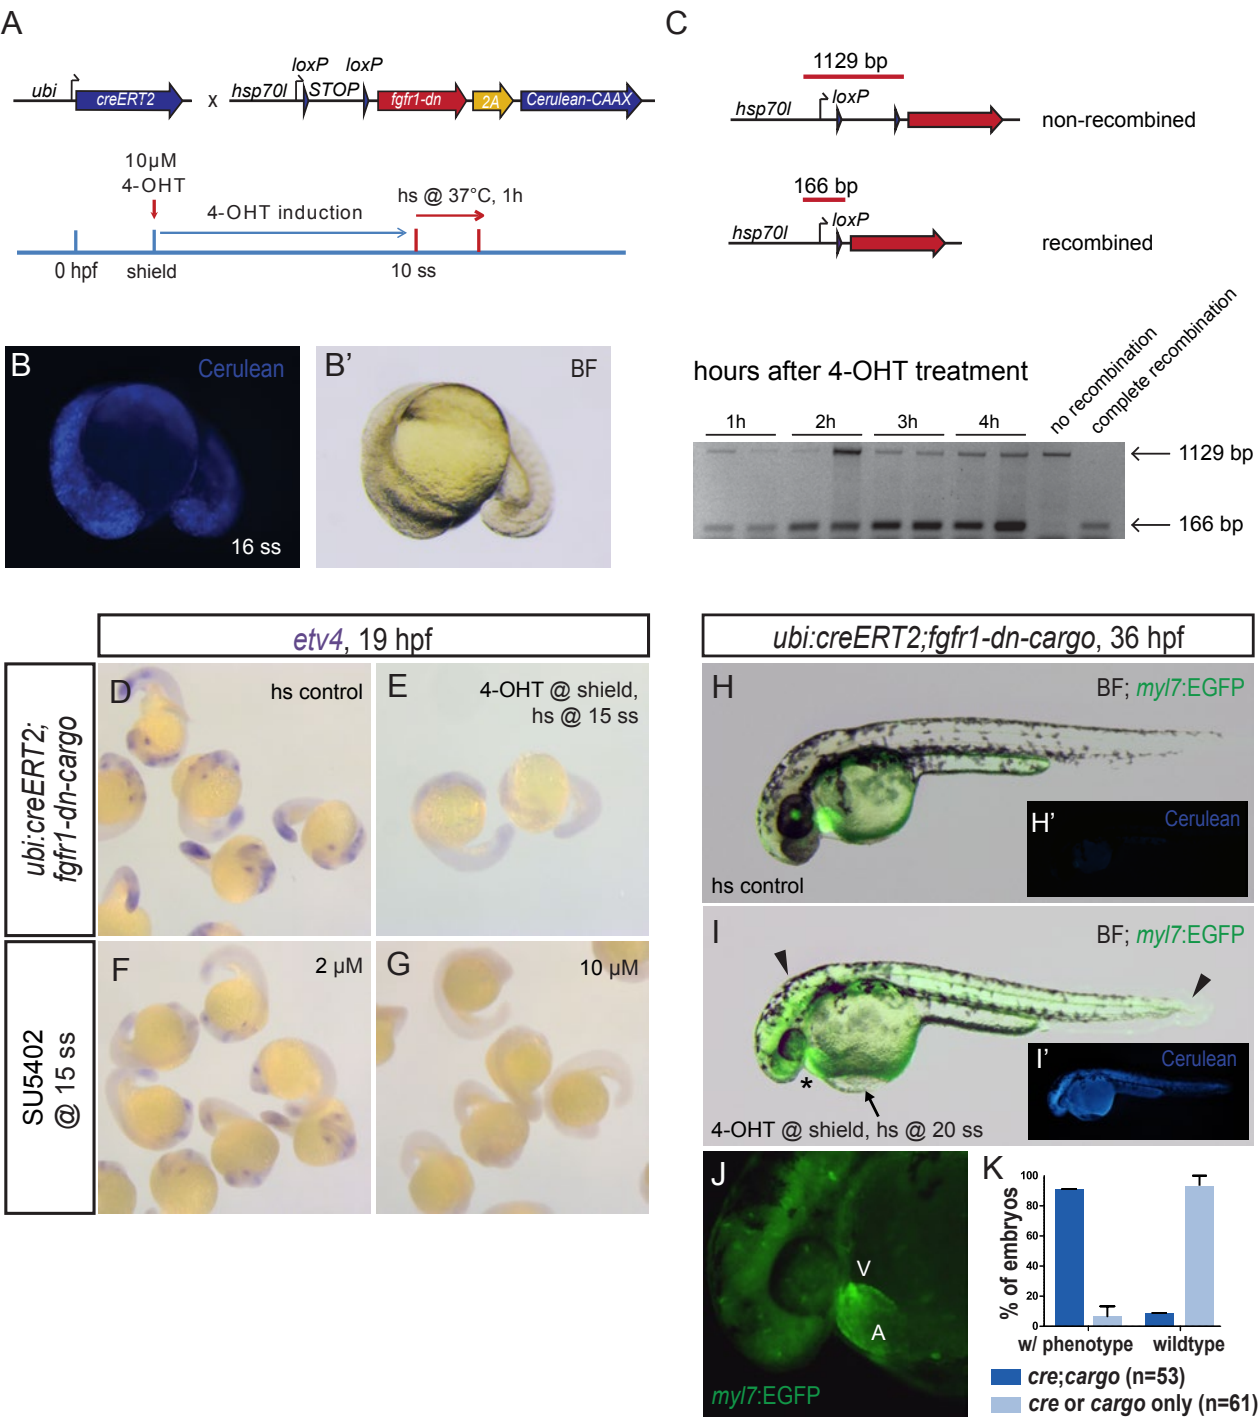 A
loxP loxP
ubi creERT2 x hsp70l STOP fgfr1-dn 2A Cerulean-CAAX
10µM
4-OHT
4-OHT induction
hs @ 37°C, 1h
0 hpf shield 10 ss
B Cerulean
16 ss
B' BF
C
1129 bp
hsp70l loxP
non-recombined
166 bp
hsp70l loxP
recombined
hours after 4-OHT treatment
no recombination
complete recombination
1h 2h 3h 4h
1129 bp
166 bp
etv4, 19 hpf
ubi:creERT2;
fgfr1-dn-cargo
D hs control
E 4-OHT @ shield,
hs @ 15 ss
SU5402
@ 15 ss
F 2 µM
G 10 µM
ubi:creERT2;fgfr1-dn-cargo, 36 hpf
H BF; myl7:EGFP
hs control
H' Cerulean
I BF; myl7:EGFP
*
4-OHT @ shield, hs @ 20 ss
I' Cerulean
J
V
A
myl7:EGFP
K
% of embryos
100
80
60
40
20
0
w/ phenotype wildtype
cre;cargo (n=53)
cre or cargo only (n=61)